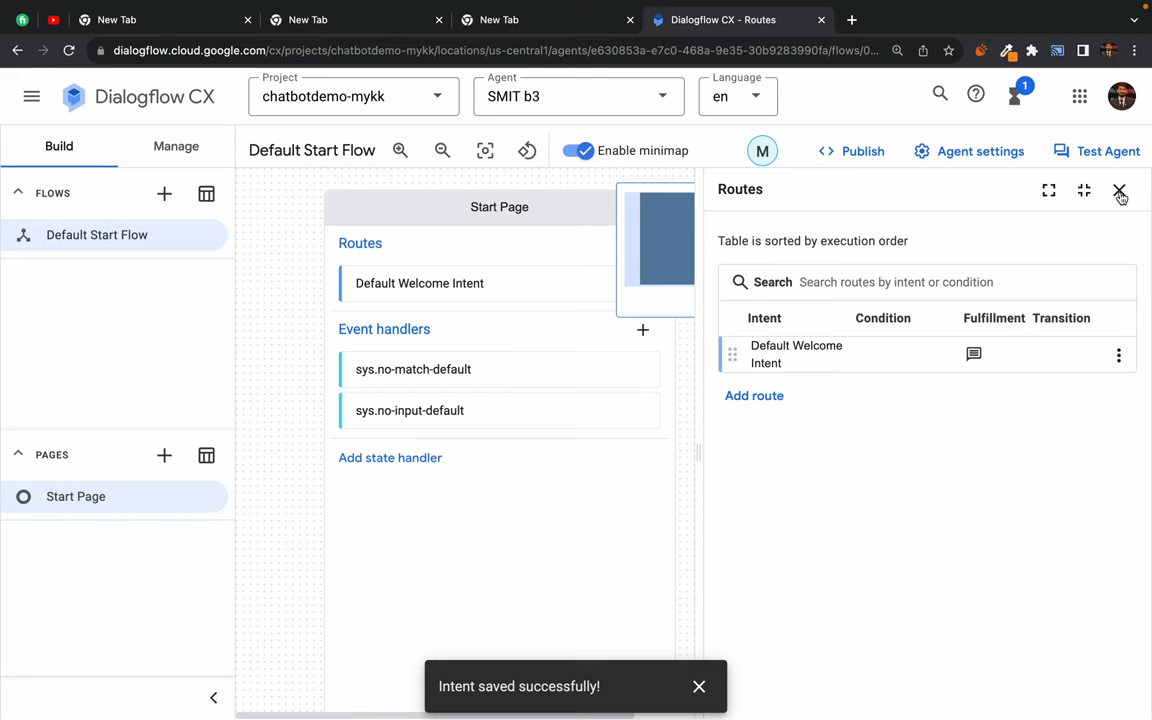 New Tab
New Tab
New Tab
Dialogflow CX - Routes
dialogflow.cloud.google.com/cx/projects/chatbotdemo-mykk/locations/us-central1/agents/e630853a-e7c0-468a-9e35-30b9283990fa/flows/0...
Dialogflow CX
Project
chatbotdemo-mykk
Agent
SMIT b3
Language
en
1
Build
Manage
Default Start Flow
Enable minimap
M
Publish
Agent settings
Test Agent
FLOWS
Default Start Flow
PAGES
Start Page
Start Page
Routes
Default Welcome Intent
Event handlers
sys.no-match-default
sys.no-input-default
Add state handler
Routes
Table is sorted by execution order
Search Search routes by intent or condition
Intent Condition Fulfillment Transition
Default Welcome
Intent
Add route
Intent saved successfully!